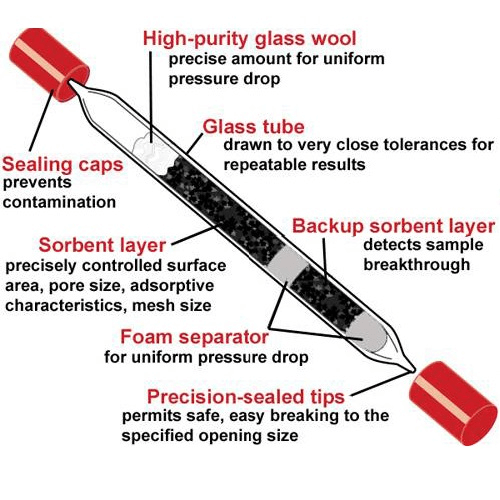 High-purity glass wool
precise amount for uniform
pressure drop
Glass tube
drawn to very close tolerances for
repeatable results
Sealing caps
prevents
contamination
Backup sorbent layer
detects sample
breakthrough
Sorbent layer
precisely controlled surface
area, pore size, adsorptive
characteristics, mesh size
Foam separator
for uniform pressure drop
Precision-sealed tips
permits safe, easy breaking to the
specified opening size